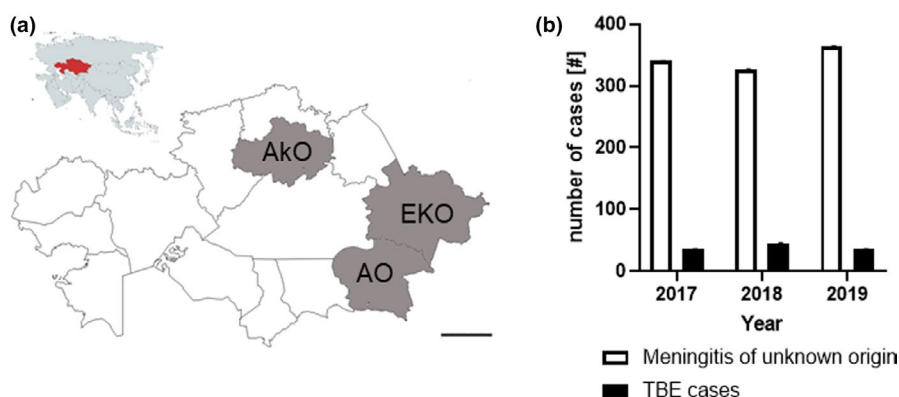 (a)
AkO
EKO
AO
(b)
number of cases [#]
400
300
200
100
0
2017 2018 2019
Year
Meningitis of unknown origin
TBE cases